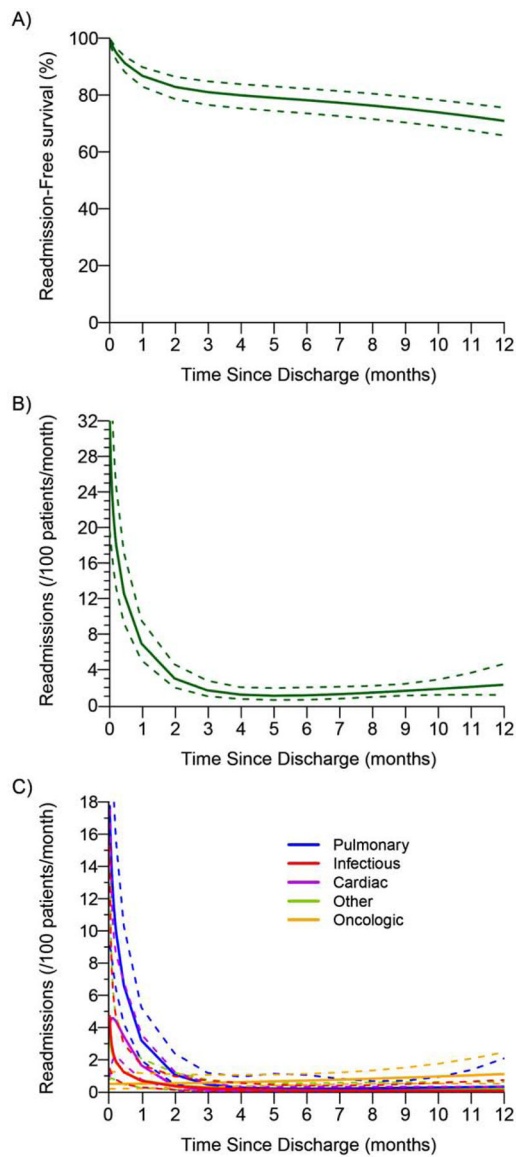 A)
Readmission-Free survival (%)
100
80
60
40
20
0
0 1 2 3 4 5 6 7 8 9 10 11 12
Time Since Discharge (months)
B)
Readmissions (/100 patients/month)
32
28
24
20
16
12
8
4
0
0 1 2 3 4 5 6 7 8 9 10 11 12
Time Since Discharge (months)
C)
Readmissions (/100 patients/month)
18
16
14
12
10
8
6
4
2
0
Pulmonary
Infectious
Cardiac
Other
Oncologic
0 1 2 3 4 5 6 7 8 9 10 11 12
Time Since Discharge (months)